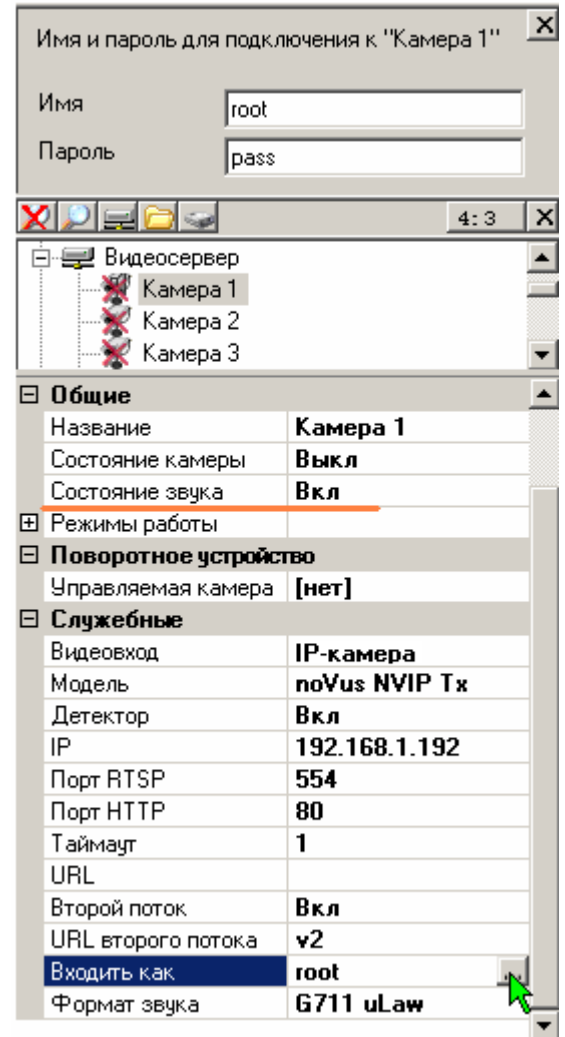 Имя и пароль для подключения к "Камера 1"
Имя root
Пароль pass
4:3
Видеосервер
Камера 1
Камера 2
Камера 3
Общие
Название Камера 1
Состояние камеры Выкл
Состояние звука Вкл
Режимы работы
Поворотное устройство
Управляемая камера [нет]
Служебные
Видеовход IP-камера
Модель noVus NVIP Tx
Детектор Вкл
IP 192.168.1.192
Порт RTSP 554
Порт HTTP 80
Таймаут 1
URL
Второй поток Вкл
URL второго потока v2
Входить как root ...
Формат звука G711 uLaw